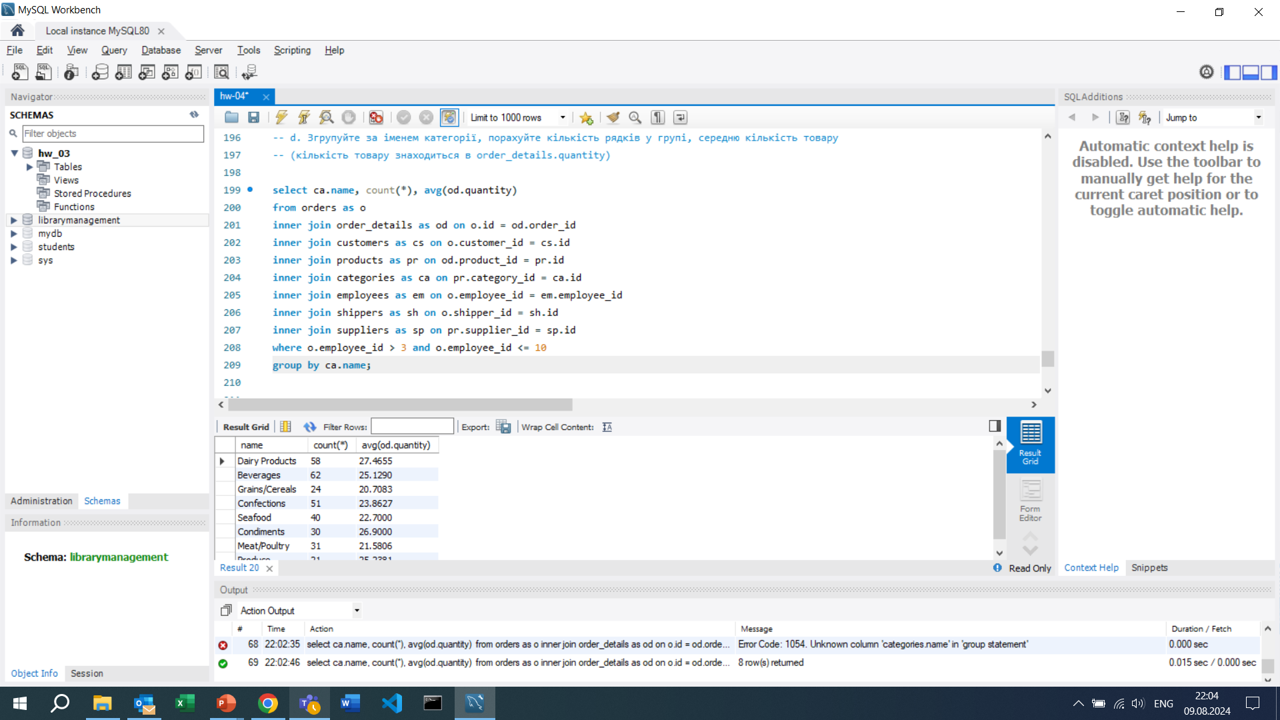 MySQL Workbench
Local instance MySQL80
File Edit View Query Database Server Tools Scripting Help
Navigator
SCHEMAS
Filter objects
hw_03
Tables
Views
Stored Procedures
Functions
librarymanagement
mydb
students
sys
Administration Schemas
Information
Schema: librarymanagement
Object Info Session
hw-04*
Limit to 1000 rows
196 -- d. Згрупуйте за іменем категорії, порахуйте кількість рядків у групі, середню кількість товару
197 -- (кількість товару знаходиться в order_details.quantity)
198
199 select ca.name, count(*), avg(od.quantity)
200 from orders as o
201 inner join order_details as od on o.id = od.order_id
202 inner join customers as cs on o.customer_id = cs.id
203 inner join products as pr on od.product_id = pr.id
204 inner join categories as ca on pr.category_id = ca.id
205 inner join employees as em on o.employee_id = em.employee_id
206 inner join shippers as sh on o.shipper_id = sh.id
207 inner join suppliers as sp on pr.supplier_id = sp.id
208 where o.employee_id > 3 and o.employee_id <= 10
209 group by ca.name;
210
Result Grid Filter Rows: Export: Wrap Cell Content:
name count(*) avg(od.quantity)
Dairy Products 58 27.4655
Beverages 62 25.1290
Grains/Cereals 24 20.7083
Confections 51 23.8627
Seafood 40 22.7000
Condiments 30 26.9000
Meat/Poultry 31 21.5806
Result Grid
Form Editor
Result 20
Read Only
SQLAdditions
Jump to
Automatic context help is
disabled. Use the toolbar to
manually get help for the
current caret position or to
toggle automatic help.
Context Help Snippets
Output
Action Output
# Time Action Message Duration / Fetch
68 22:02:35 select ca.name, count(*), avg(od.quantity) from orders as o inner join order_details as od on o.id = od.orde... Error Code: 1054. Unknown column 'categories.name' in 'group statement' 0.000 sec
69 22:02:46 select ca.name, count(*), avg(od.quantity) from orders as o inner join order_details as od on o.id = od.orde... 8 row(s) returned 0.015 sec / 0.000 sec
ENG
22:04
09.08.2024